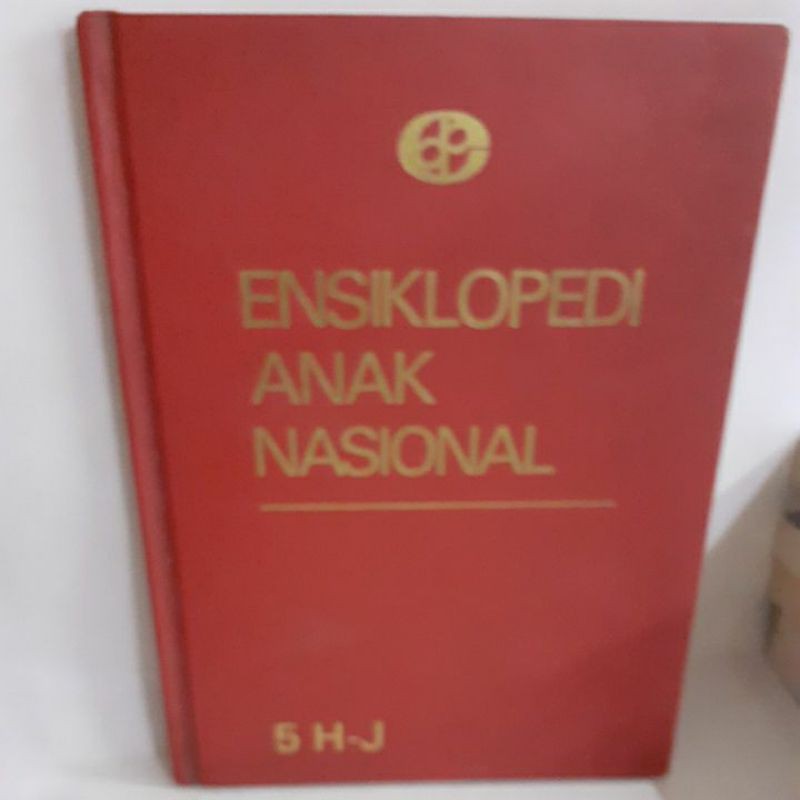 ENSIKLOPEDI
ANAK
NASIONAL
5 H-J